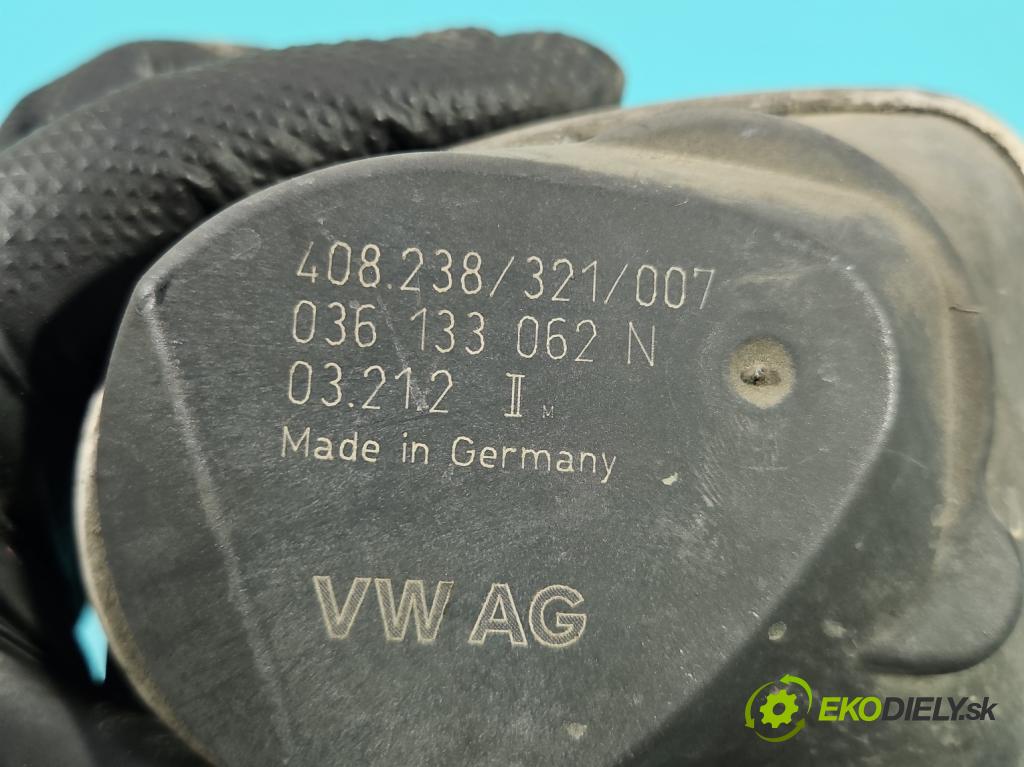 408.238/321/007
036 133 062 N
03.21.2 II M
Made in Germany
VW AG
EKODIELY.sk